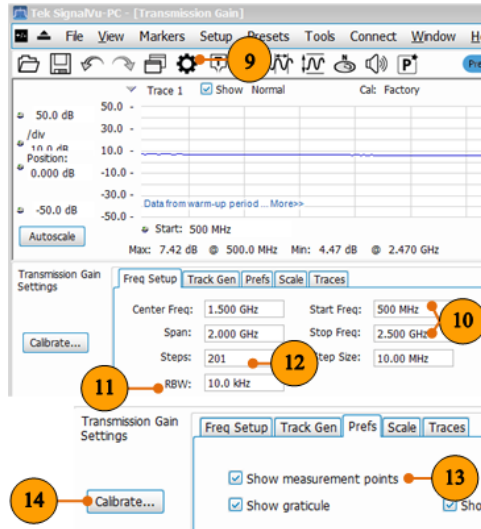 Tek SignalVu-PC - [Transmission Gain]
File View Markers Setup Presets Tools Connect Window
9
Trace 1 Show Normal Cal: Factory
50.0 dB
/div
10.0 dB
Position:
0.000 dB
-50.0 dB
Autoscale
50.0
30.0
10.0
-10.0
-30.0
-50.0
Data from warm-up period ... More>>
Start: 500 MHz
Max: 7.42 dB @ 500.0 MHz Min: 4.47 dB @ 2.470 GHz
Transmission Gain
Settings
Calibrate...
Freq Setup Track Gen Prefs Scale Traces
Center Freq: 1.500 GHz Start Freq: 500 MHz
10
Span: 2.000 GHz Stop Freq: 2.500 GHz
Steps: 201 12 Step Size: 10.00 MHz
11 RBW: 10.0 kHz
Transmission Gain
Settings
Freq Setup Track Gen Prefs Scale Traces
Show measurement points 13
14 Calibrate...
Show graticule